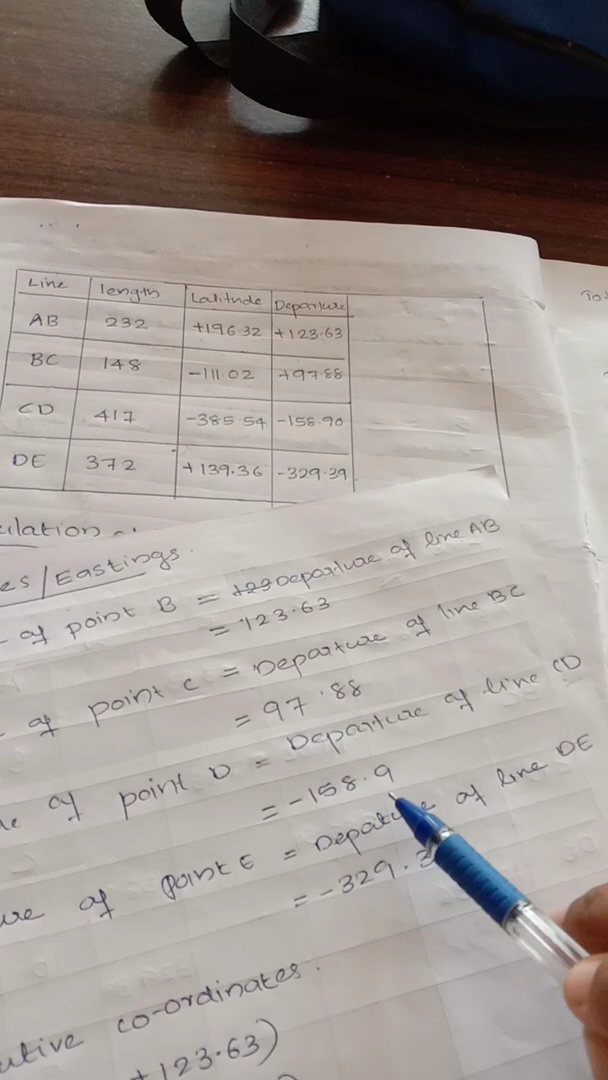 Line length Latitude Departure
AB 232 +196.32 +123.63
BC 148 -111.02 +97.88
CD 417 -385.54 -158.90
DE 372 +139.36 -329.39
ulation
es/Eastings
of point B = Departure of line AB
= 123.63
of point C = Departure of line BC
= 97.88
of point D = Departure of line CD
= -158.9
of point E = of line DE
= -329.
utive co-ordinates.
+123.63)